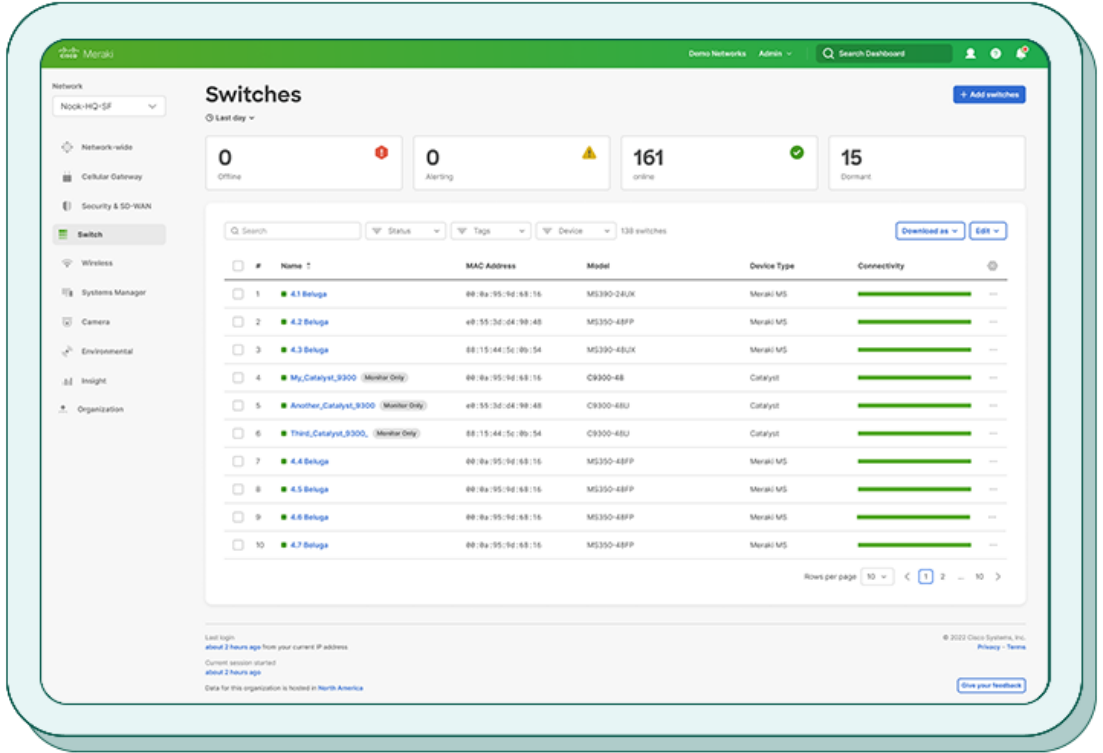 CISCO Meraki
Demo Networks Admin Search Dashboard
Network
Nook-HQ-SF
Network-wide
Cellular Gateway
Security & SD-WAN
Switch
Wireless
Systems Manager
Camera
Environmental
Insight
Organization
Switches
+ Add switches
Last day
0
Offline
0
Alerting
161
online
15
Dormant
Search Status Tags Device 138 switches Download as Edit
# Name ↑ MAC Address Model Device Type Connectivity
1 4.1 Beluga 00:0a:95:9d:68:16 MS390-24UX Meraki MS
2 4.2 Beluga e0:55:3d:d4:90:48 MS350-48FP Meraki MS
3 4.3 Beluga 88:15:44:5c:0b:54 MS390-48UX Meraki MS
4 My_Catalyst_9300 Monitor Only 00:0a:95:9d:68:16 C9300-48 Catalyst
5 Another_Catalyst_9300 Monitor Only e0:55:3d:d4:90:48 C9300-48U Catalyst
6 Third_Catalyst_9300_ Monitor Only 88:15:44:5c:0b:54 C9300-48U Catalyst
7 4.4 Beluga 00:0a:95:9d:68:16 MS350-48FP Meraki MS
8 4.5 Beluga 00:0a:95:9d:68:16 MS350-48FP Meraki MS
9 4.6 Beluga 00:0a:95:9d:68:16 MS350-48FP Meraki MS
10 4.7 Beluga 00:0a:95:9d:68:16 MS350-48FP Meraki MS
Rows per page 10 < 1 2 ... 10 >
Last login
about 2 hours ago from your current IP address
Current session started
about 2 hours ago
Data for this organization is hosted in North America
© 2022 Cisco Systems, Inc.
Privacy - Terms
Give your feedback